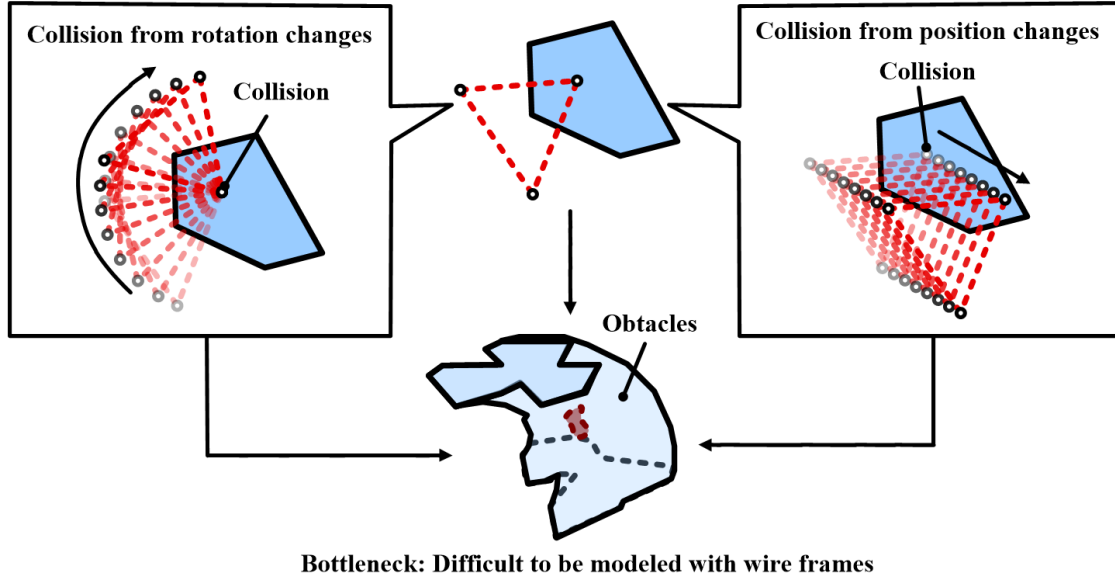 Collision from rotation changes
Collision
Collision from position changes
Collision
Obtacles
Bottleneck: Difficult to be modeled with wire frames